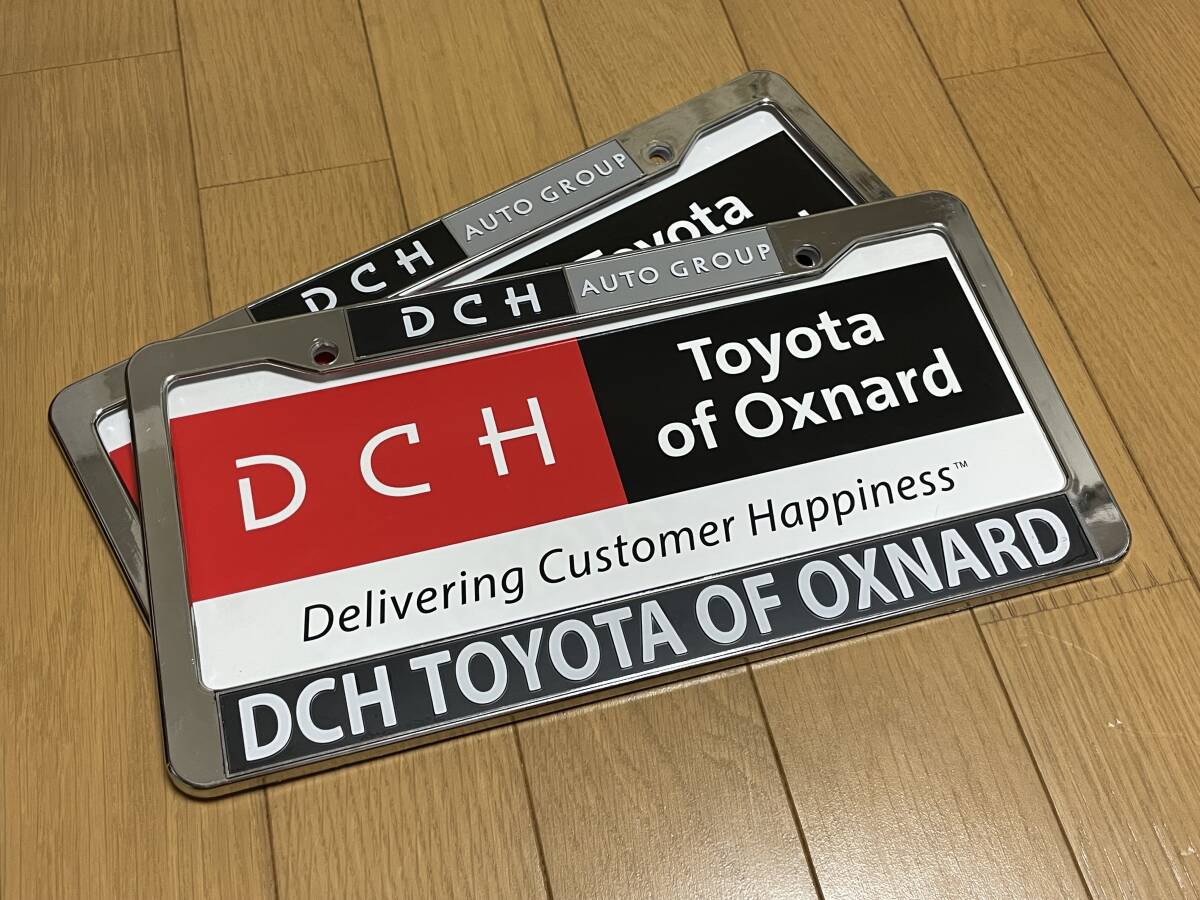 DCH AUTO GROUP
Toyota
DCH AUTO GROUP
DCH
Toyota
of Oxnard
Delivering Customer Happiness™
DCH TOYOTA OF OXNARD